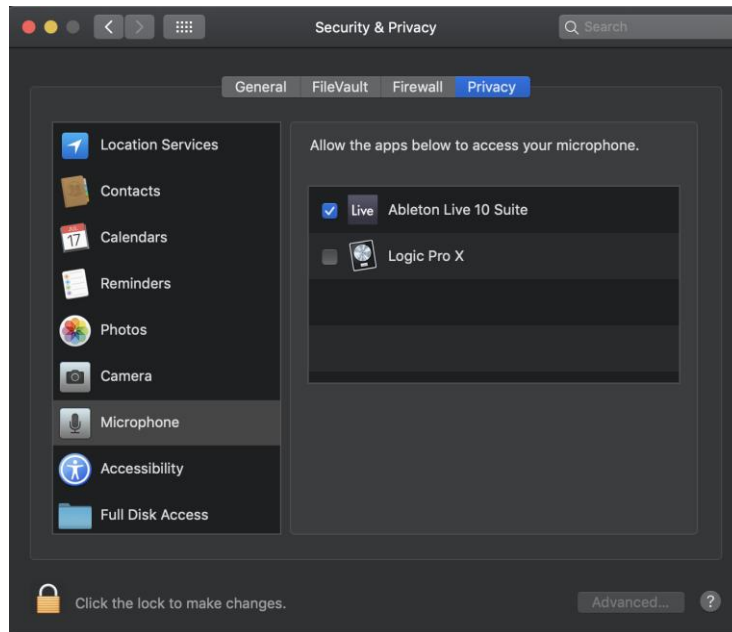 Security & Privacy
Search
General FileVault Firewall Privacy
Location Services
Contacts
JUL
17
Calendars
Reminders
Photos
Camera
Microphone
Accessibility
Full Disk Access
Allow the apps below to access your microphone.
Live Ableton Live 10 Suite
Logic Pro X
Click the lock to make changes.
Advanced... ?